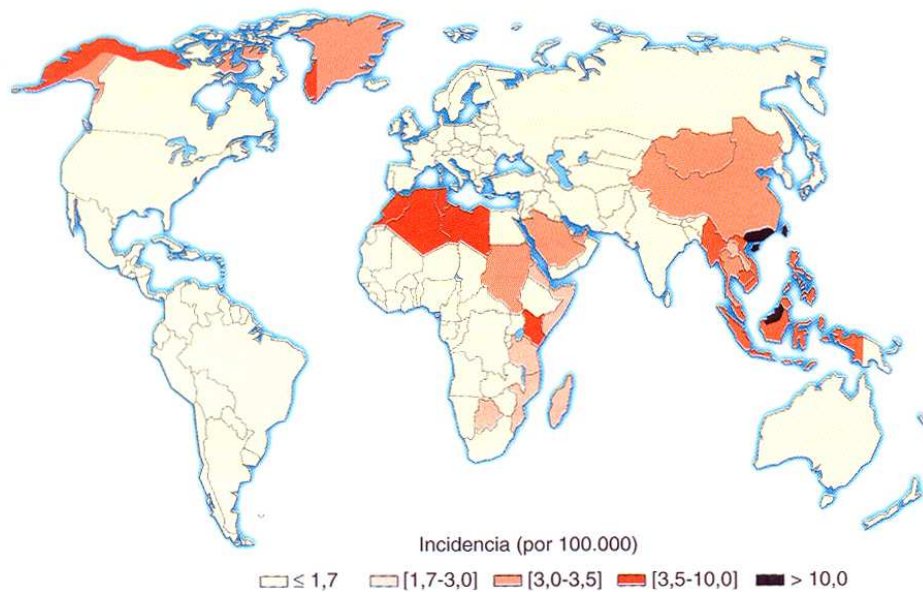 Incidencia (por 100.000)
≤ 1,7 [1,7-3,0] [3,0-3,5] [3,5-10,0] > 10,0